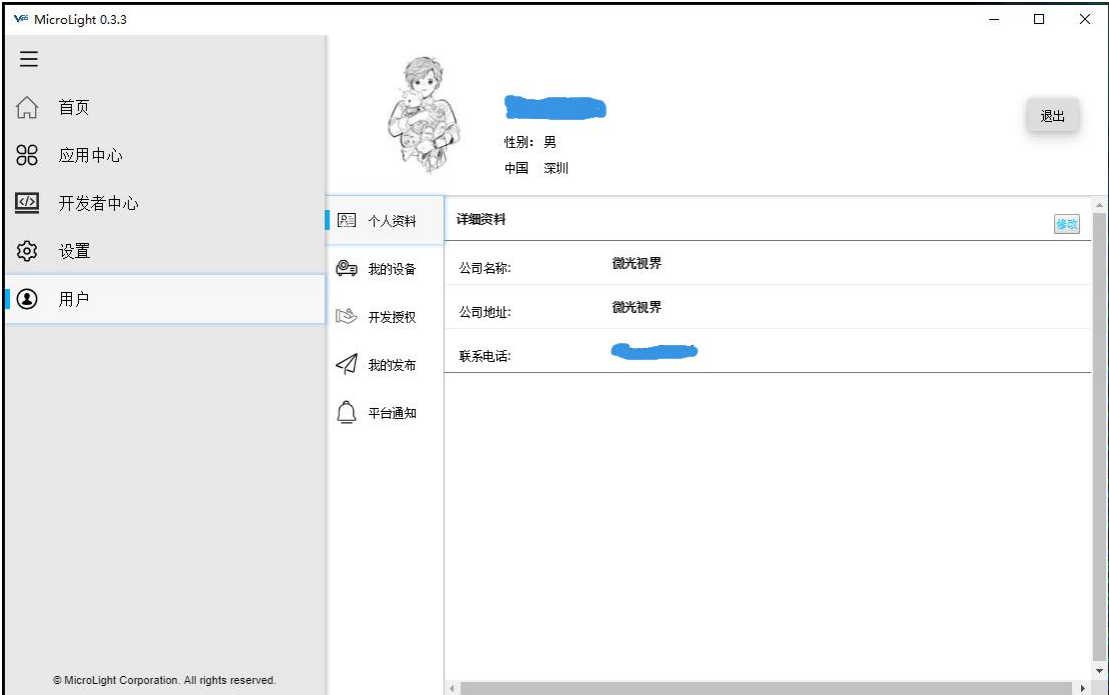 MicroLight 0.3.3
首页
应用中心
开发者中心
设置
用户
© MicroLight Corporation. All rights reserved.
性别: 男
中国 深圳
退出
个人资料
我的设备
开发授权
我的发布
平台通知
详细资料
修改
公司名称: 微光视界
公司地址: 微光视界
联系电话: